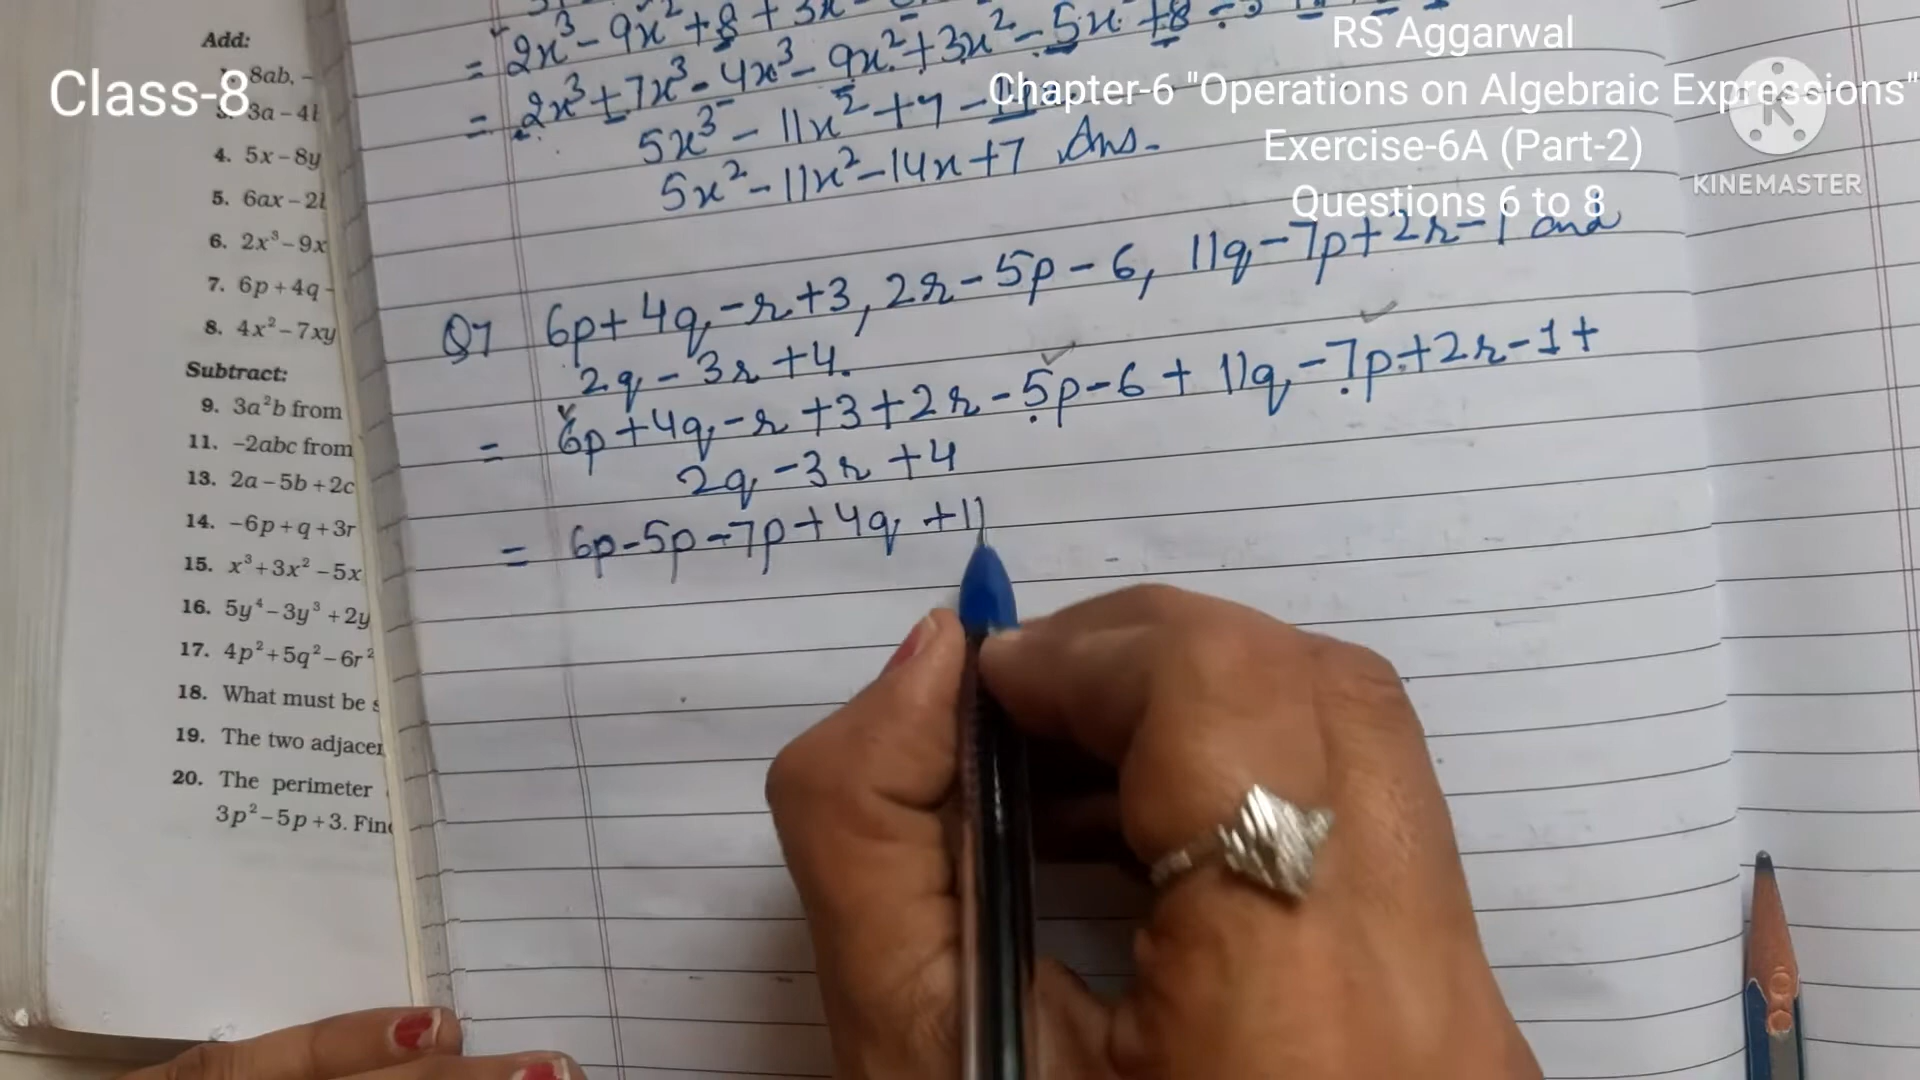 Class-8
RS Aggarwal
Chapter-6 "Operations on Algebraic Expressions"
Exercise-6A (Part-2)
Questions 6 to 8
K
KINEMASTER
Add:
8ab, –
3. 3a – 4b
4. 5x – 8y
5. 6ax – 2
6. 2x³ – 9x
7. 6p + 4q –
8. 4x² – 7xy
Subtract:
9. 3a²b from
11. –2abc from
13. 2a – 5b + 2c
14. –6p + q + 3r
15. x³ + 3x² – 5x
16. 5y⁴ – 3y³ + 2y
17. 4p² + 5q² – 6r²
18. What must be s
19. The two adjacen
20. The perimeter
3p² – 5p + 3. Find
= 2x³ - 9x² + 8 + 3x
= 2x³ + 7x³ - 4x³ - 9x² + 3x² - 5x + 8
5x³ - 11x² + 7 -
5x² - 11x² - 14x + 7 Ans.
Q7 6p + 4q - r + 3, 2r - 5p - 6, 11q - 7p + 2r - 1 and
2q - 3r + 4.
= 6p + 4q - r + 3 + 2r - 5p - 6 + 11q - 7p + 2r - 1 +
2q - 3r + 4
= 6p - 5p - 7p + 4q + 11